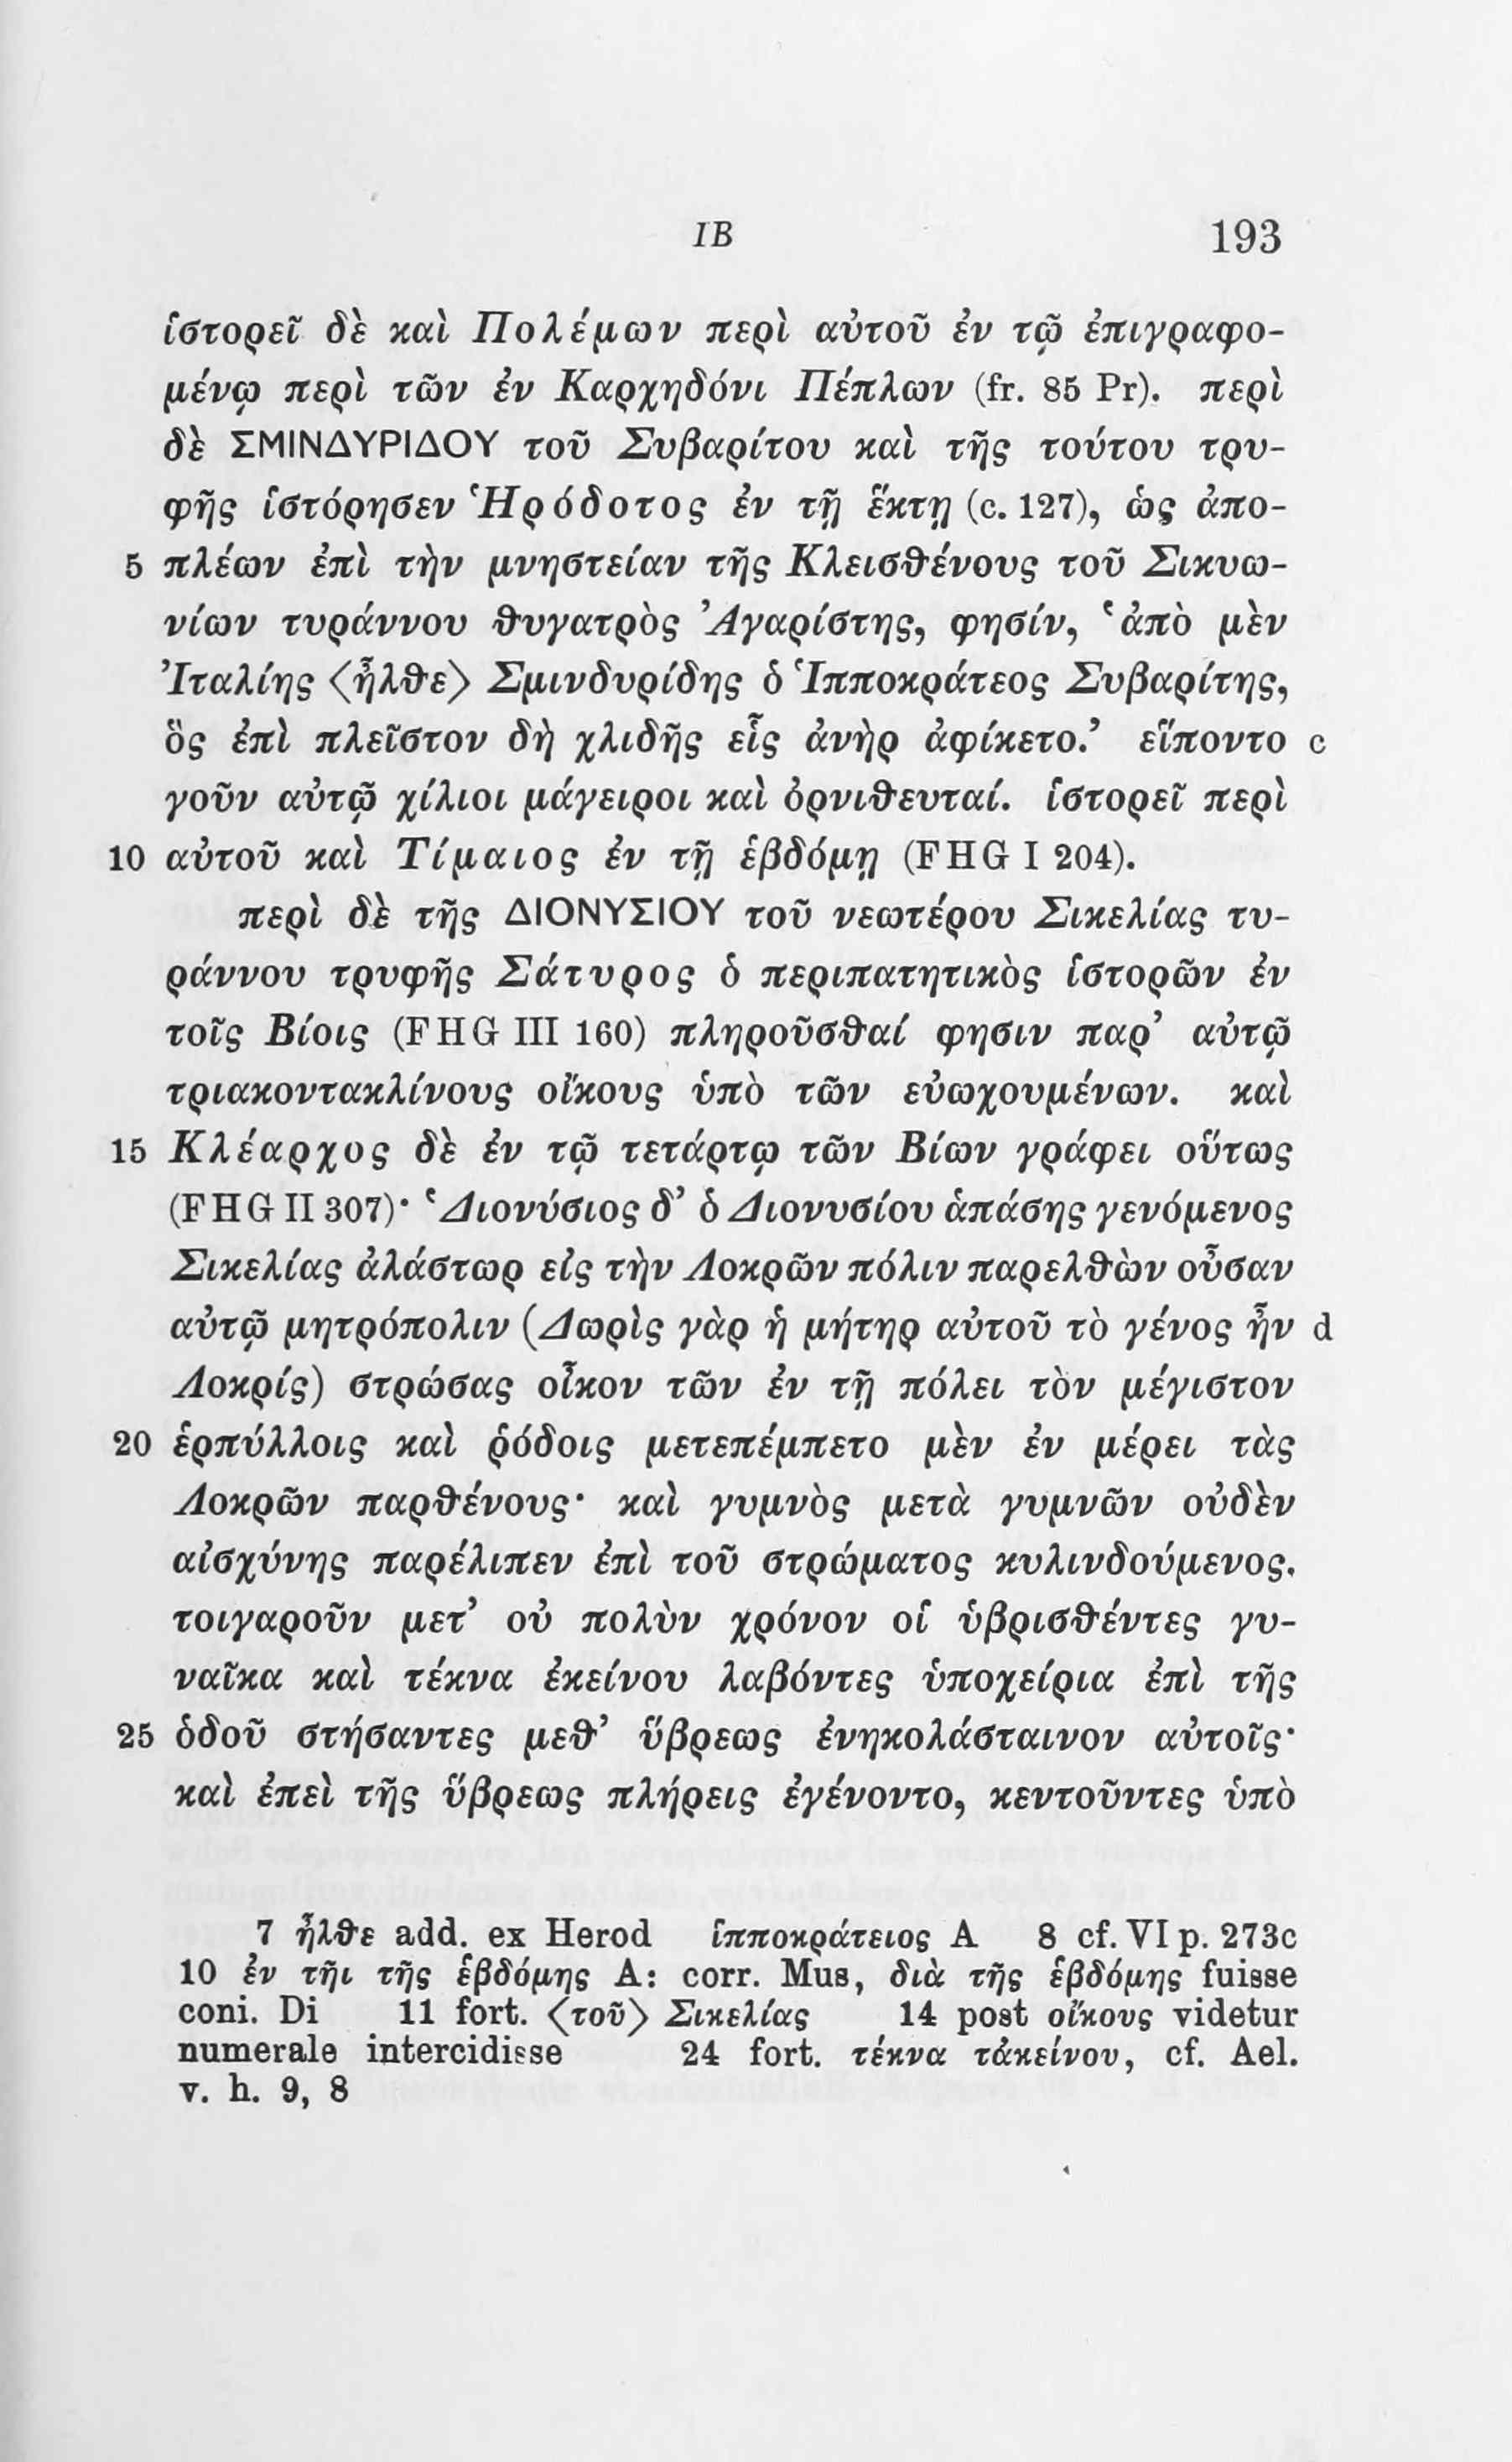 ΙΒ 193
ἱστορεῖ δὲ καὶ Πολέμων περὶ αὐτοῦ ἐν τῷ ἐπιγραφο-
μένῳ περὶ τῶν ἐν Καρχηδόνι Πέπλων (fr. 85 Pr). περὶ
δὲ ΣΜΙΝΔΥΡΙΔΟΥ τοῦ Συβαρίτου καὶ τῆς τούτου τρυ-
φῆς ἱστόρησεν Ἡρόδοτος ἐν τῇ ἕκτῃ (c. 127), ὡς ἀπο-
5 πλέων ἐπὶ τὴν μνηστείαν τῆς Κλεισθένους τοῦ Σικυω-
νίων τυράννου θυγατρὸς Ἀγαρίστης, φησίν, ‘ἀπὸ μὲν
Ἰταλίης <ἦλθε> Σμινδυρίδης ὁ Ἱπποκράτεος Συβαρίτης,
ὃς ἐπὶ πλεῖστον δὴ χλιδῆς εἷς ἀνὴρ ἀφίκετο.’ εἵποντο c
γοῦν αὐτῷ χίλιοι μάγειροι καὶ ὀρνιθευταί. ἱστορεῖ περὶ
10 αὐτοῦ καὶ Τίμαιος ἐν τῇ ἑβδόμῃ (FHG I 204).
περὶ δὲ τῆς ΔΙΟΝΥΣΙΟΥ τοῦ νεωτέρου Σικελίας τυ-
ράννου τρυφῆς Σάτυρος ὁ περιπατητικὸς ἱστορῶν ἐν
τοῖς Βίοις (FHG III 160) πληροῦσθαί φησιν παρ’ αὐτῷ
τριακοντακλίνους οἴκους ὑπὸ τῶν εὐωχουμένων. καὶ
15 Κλέαρχος δὲ ἐν τῷ τετάρτῳ τῶν Βίων γράφει οὕτως
(FHG II 307)· ‘Διονύσιος δ’ ὁ Διονυσίου ἁπάσης γενόμενος
Σικελίας ἀλάστωρ εἰς τὴν Λοκρῶν πόλιν παρελθὼν οὖσαν
αὐτῷ μητρόπολιν (Δωρὶς γὰρ ἡ μήτηρ αὐτοῦ τὸ γένος ἦν d
Λοκρίς) στρώσας οἶκον τῶν ἐν τῇ πόλει τὸν μέγιστον
20 ἑρπύλλοις καὶ ῥόδοις μετεπέμπετο μὲν ἐν μέρει τὰς
Λοκρῶν παρθένους· καὶ γυμνὸς μετὰ γυμνῶν οὐδὲν
αἰσχύνης παρέλιπεν ἐπὶ τοῦ στρώματος κυλινδούμενος.
τοιγαροῦν μετ’ οὐ πολὺν χρόνον οἱ ὑβρισθέντες γυ-
ναῖκα καὶ τέκνα ἐκείνου λαβόντες ὑποχείρια ἐπὶ τῆς
25 ὁδοῦ στήσαντες μεθ’ ὕβρεως ἐνηκολάσταινον αὐτοῖς·
καὶ ἐπεὶ τῆς ὕβρεως πλήρεις ἐγένοντο, κεντοῦντες ὑπὸ
7 ἦλθε add. ex Herod ἱπποκράτειος A 8 cf. VI p. 273c
10 ἐν τῆι τῆς ἑβδόμης A: corr. Mus, διὰ τῆς ἑβδόμης fuisse
coni. Di 11 fort. <τοῦ> Σικελίας 14 post οἴκους videtur
numerale intercidisse 24 fort. τέκνα τἀκείνου, cf. Ael.
v. h. 9, 8